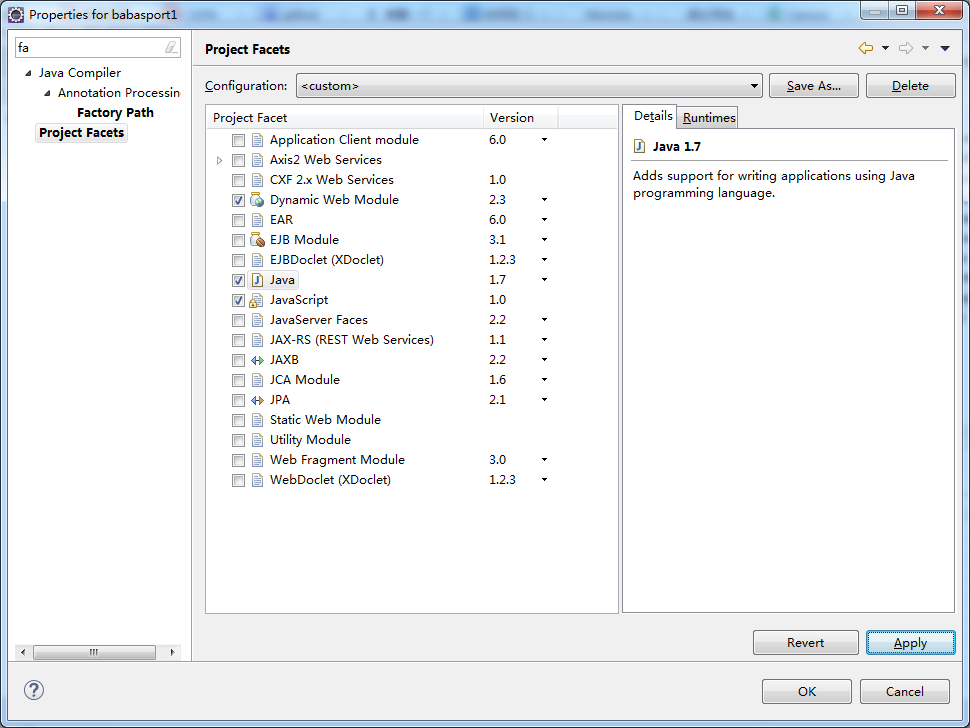 Properties for babasport1
fa
Java Compiler
Annotation Processin
Factory Path
Project Facets
Project Facets
Configuration: <custom> Save As... Delete
Project Facet Version
Application Client module 6.0
Axis2 Web Services
CXF 2.x Web Services 1.0
Dynamic Web Module 2.3
EAR 6.0
EJB Module 3.1
EJBDoclet (XDoclet) 1.2.3
Java 1.7
JavaScript 1.0
JavaServer Faces 2.2
JAX-RS (REST Web Services) 1.1
JAXB 2.2
JCA Module 1.6
JPA 2.1
Static Web Module
Utility Module
Web Fragment Module 3.0
WebDoclet (XDoclet) 1.2.3
Details Runtimes
Java 1.7
Adds support for writing applications using Java
programming language.
Revert Apply
OK Cancel